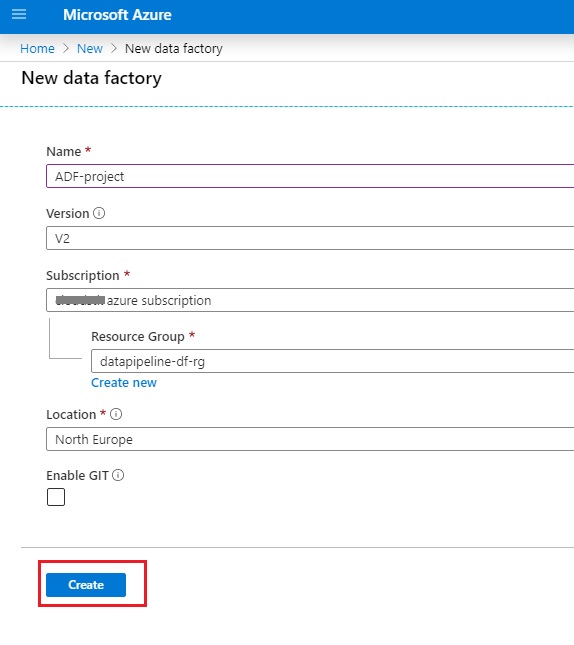 Microsoft Azure
Home > New > New data factory
New data factory
Name *
ADF-project
Version
V2
Subscription *
azure subscription
Resource Group *
datapipeline-df-rg
Create new
Location *
North Europe
Enable GIT
Create